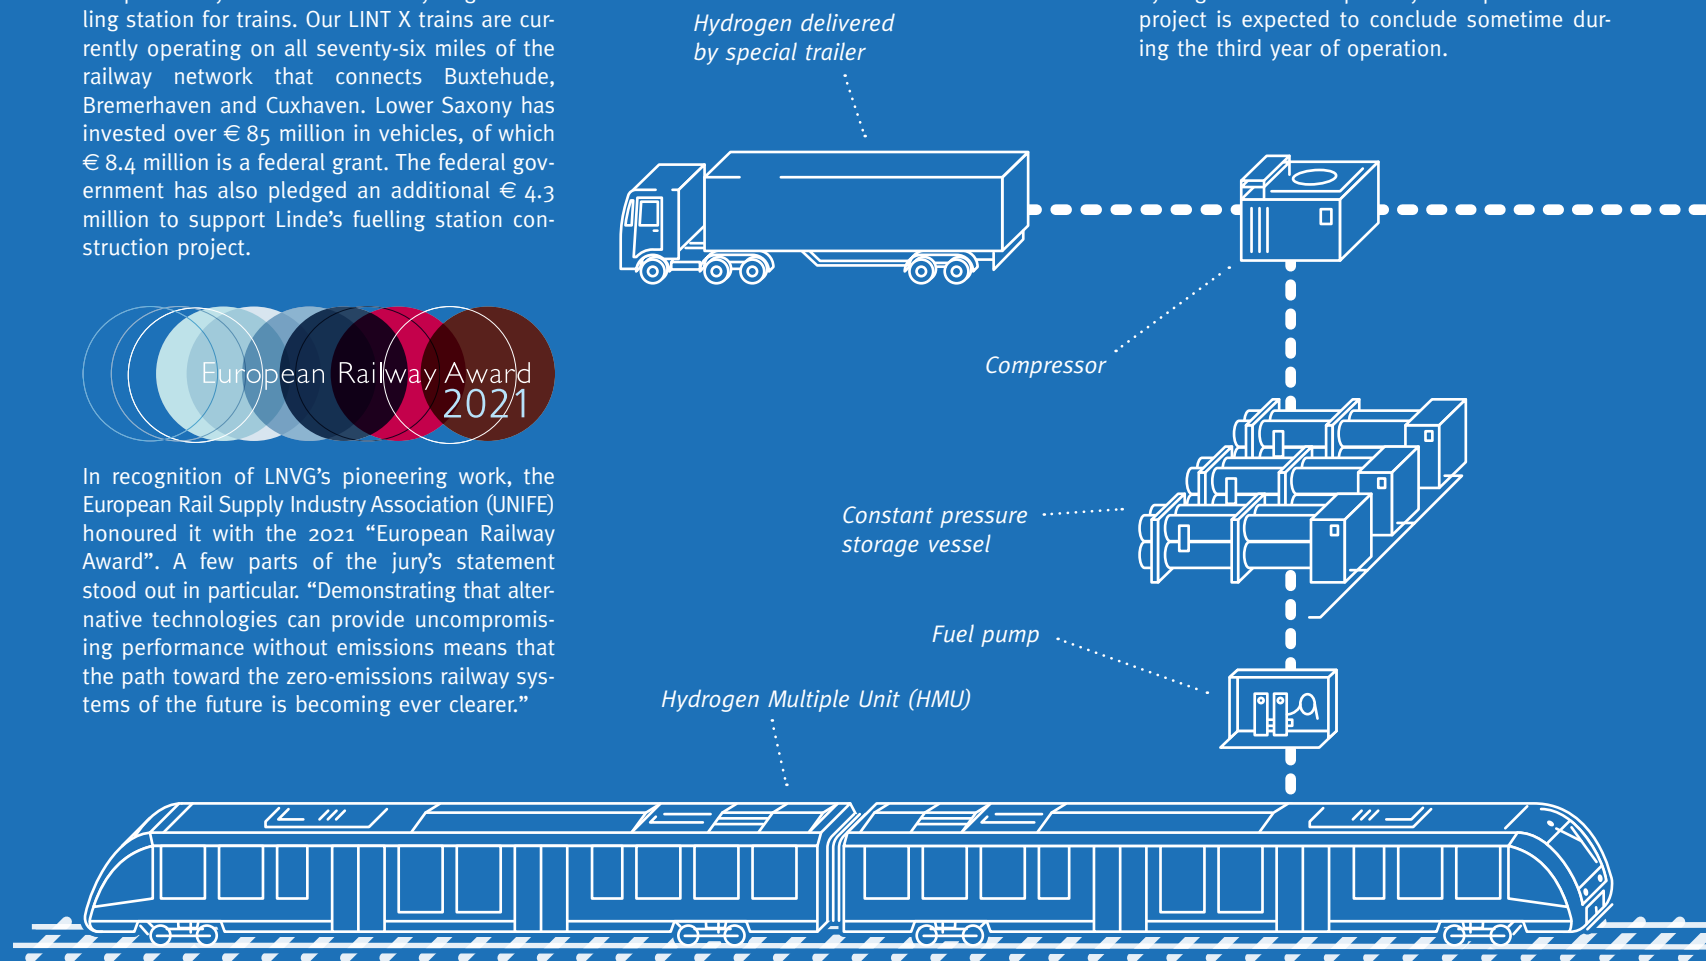 ling station for trains. Our LINT X trains are cur-
rently operating on all seventy-six miles of the
railway network that connects Buxtehude,
Bremerhaven and Cuxhaven. Lower Saxony has
invested over € 85 million in vehicles, of which
€ 8.4 million is a federal grant. The federal gov-
ernment has also pledged an additional € 4.3
million to support Linde’s fuelling station con-
struction project.
European Railway Award
2021
In recognition of LNVG’s pioneering work, the
European Rail Supply Industry Association (UNIFE)
honoured it with the 2021 “European Railway
Award”. A few parts of the jury’s statement
stood out in particular. “Demonstrating that alter-
native technologies can provide uncompromis-
ing performance without emissions means that
the path toward the zero-emissions railway sys-
tems of the future is becoming ever clearer.”
Hydrogen delivered
by special trailer
project is expected to conclude sometime dur-
ing the third year of operation.
Compressor
Constant pressure
storage vessel
Fuel pump
Hydrogen Multiple Unit (HMU)